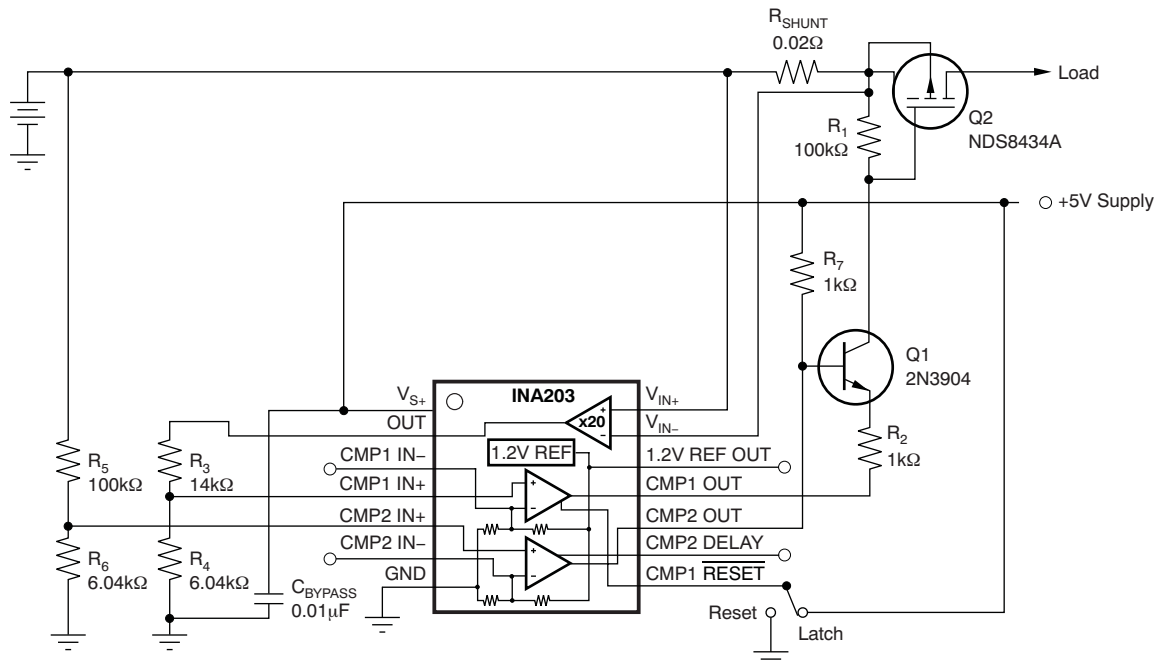 R_SHUNT
0.02Ω
Load
Q2
NDS8434A
R1
100kΩ
+5V Supply
R7
1kΩ
Q1
2N3904
INA203
VS+
OUT
x20
+
−
VIN+
VIN−
R2
1kΩ
R5
100kΩ
R3
14kΩ
CMP1 IN−
CMP1 IN+
CMP2 IN+
CMP2 IN−
GND
1.2V REF
+
−
+
−
1.2V REF OUT
CMP1 OUT
CMP2 OUT
CMP2 DELAY
CMP1 RESET
R6
6.04kΩ
R4
6.04kΩ
CBYPASS
0.01μF
Reset
Latch